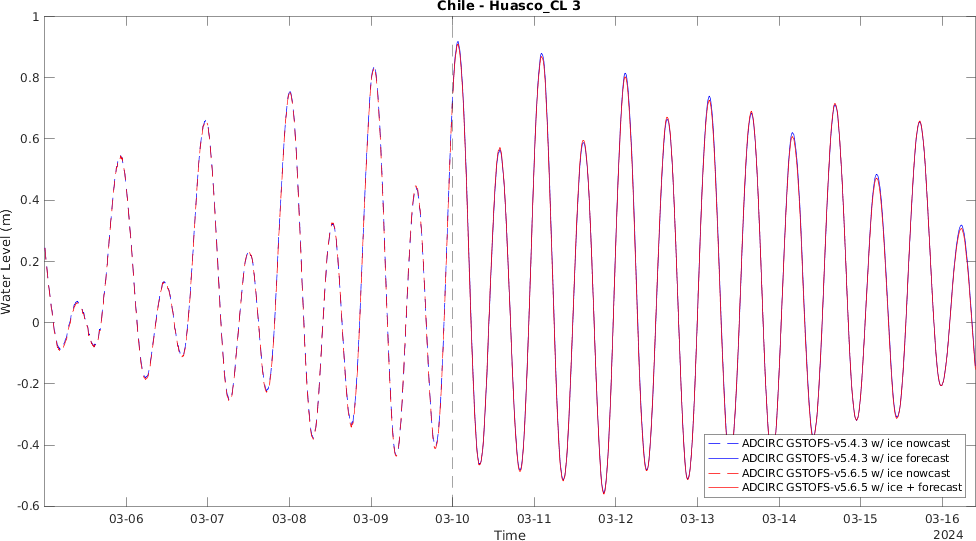 Chile - Huasco_CL 3
Water Level (m)
1
0.8
0.6
0.4
0.2
0
-0.2
-0.4
-0.6
ADCIRC GSTOFS-v5.4.3 w/ ice nowcast
ADCIRC GSTOFS-v5.4.3 w/ ice forecast
ADCIRC GSTOFS-v5.6.5 w/ ice nowcast
ADCIRC GSTOFS-v5.6.5 w/ ice + forecast
03-06 03-07 03-08 03-09 03-10 03-11 03-12 03-13 03-14 03-15 03-16
Time
2024